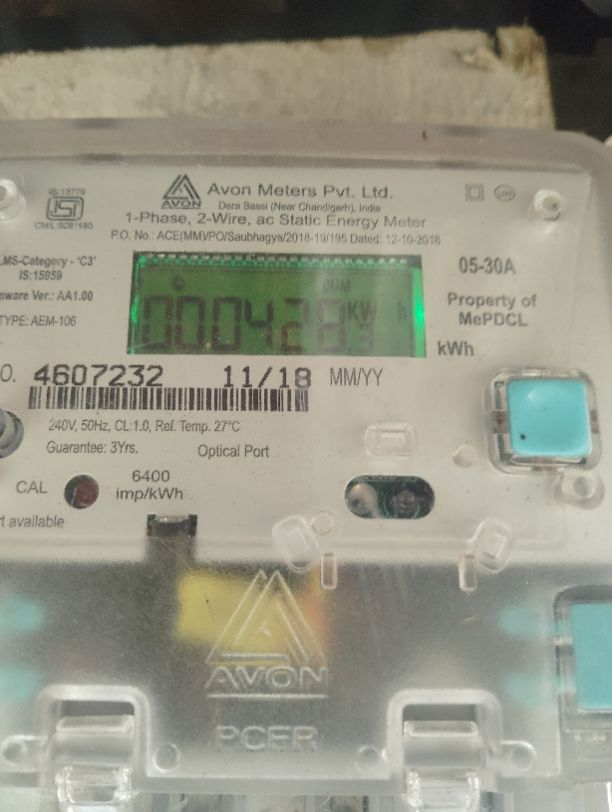 IS:13779
CM/L:9281180
AVON
Avon Meters Pvt. Ltd.
Dera Bassi (Near Chandigarh), India
1-Phase, 2-Wire, ac Static Energy Meter
P.O. No.: ACE(MM)/PO/Saubhagya/2018-19/195 Dated: 12-10-2018
LMS-Category - 'C3'
IS:15959
ware Ver.: AA1.00
TYPE: AEM-106
CUM
KW h
05-30A
Property of
MePDCL
kWh
O. 4607232 11/18 MM/YY
240V, 50Hz, CL:1.0, Ref. Temp. 27°C
Guarantee: 3Yrs. Optical Port
CAL
6400
imp/kWh
t available
AVON